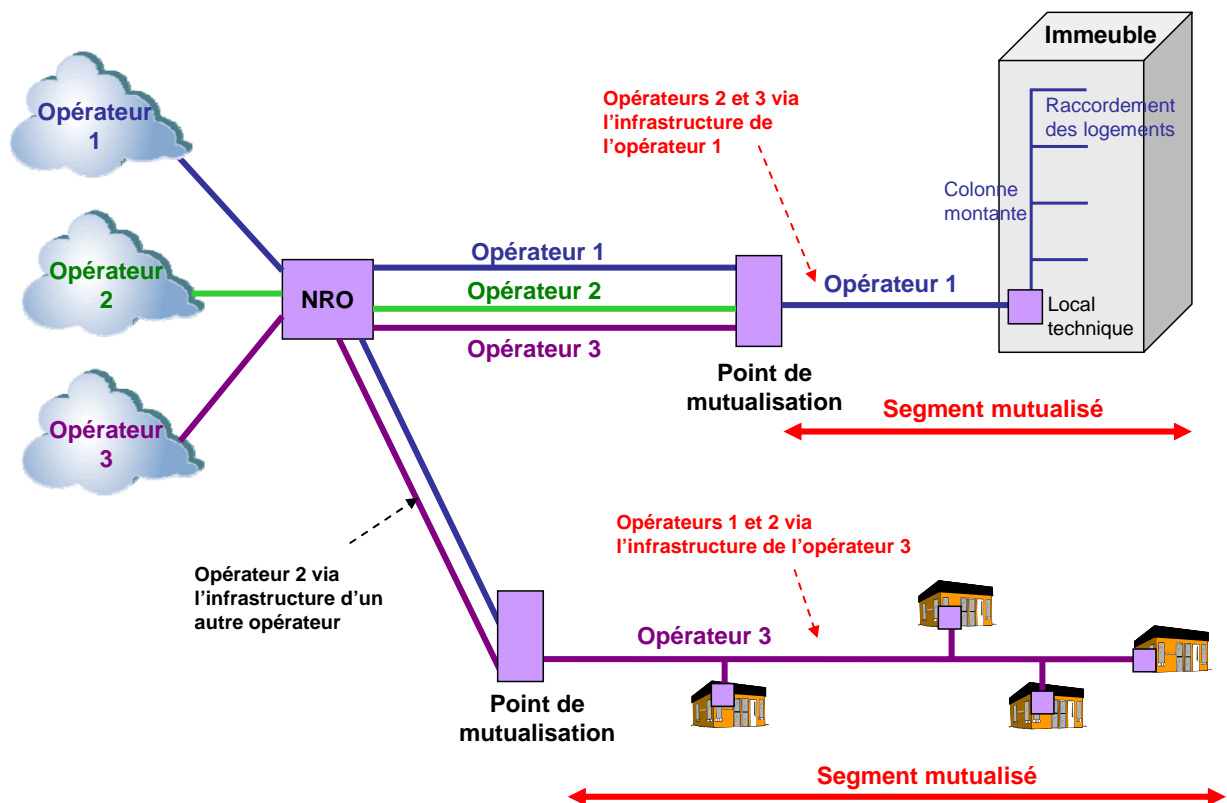 Immeuble
Opérateur
1
Opérateurs 2 et 3 via
l'infrastructure de
l'opérateur 1
Raccordement
des logements
Colonne
montante
Opérateur 1
Opérateur
2
NRO
Opérateur 2
Opérateur 1
Local
technique
Opérateur 3
Point de
mutualisation
Segment mutualisé
Opérateur
3
Opérateurs 1 et 2 via
l'infrastructure de l'opérateur 3
Opérateur 2 via
l'infrastructure d'un
autre opérateur
Opérateur 3
Point de
mutualisation
Segment mutualisé